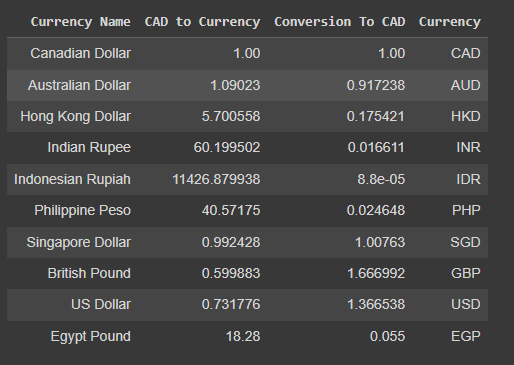 Currency Name CAD to Currency Conversion To CAD Currency
Canadian Dollar 1.00 1.00 CAD
Australian Dollar 1.09023 0.917238 AUD
Hong Kong Dollar 5.700558 0.175421 HKD
Indian Rupee 60.199502 0.016611 INR
Indonesian Rupiah 11426.879938 8.8e-05 IDR
Philippine Peso 40.57175 0.024648 PHP
Singapore Dollar 0.992428 1.00763 SGD
British Pound 0.599883 1.666992 GBP
US Dollar 0.731776 1.366538 USD
Egypt Pound 18.28 0.055 EGP